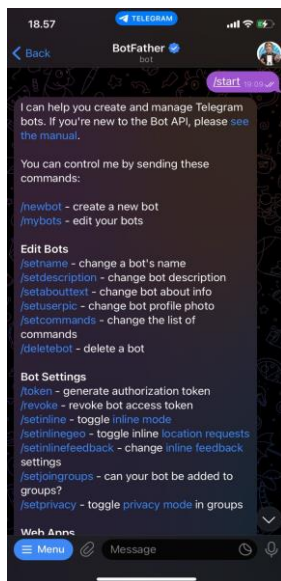 18.57
TELEGRAM
Back
BotFather
bot
/start 19.09
I can help you create and manage Telegram
bots. If you're new to the Bot API, please see
the manual.
You can control me by sending these
commands:
/newbot - create a new bot
/mybots - edit your bots
Edit Bots
/setname - change a bot's name
/setdescription - change bot description
/setabouttext - change bot about info
/setuserpic - change bot profile photo
/setcommands - change the list of
commands
/deletebot - delete a bot
Bot Settings
/token - generate authorization token
/revoke - revoke bot access token
/setinline - toggle inline mode
/setinlinegeo - toggle inline location requests
/setinlinefeedback - change inline feedback
settings
/setjoingroups - can your bot be added to
groups?
/setprivacy - toggle privacy mode in groups
Web Apps
Menu
Message